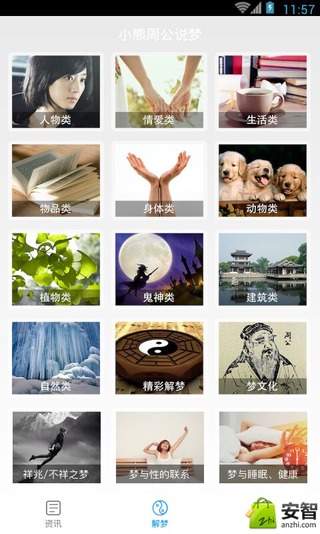 11:57
小熊周公说梦
人物类
情爱类
生活类
物品类
身体类
动物类
植物类
鬼神类
建筑类
自然类
精彩解梦
梦文化
周公
祥兆/不祥之梦
梦与性的联系
梦与睡眠、健康
资讯
解梦
zhi
安智
anzhi.com